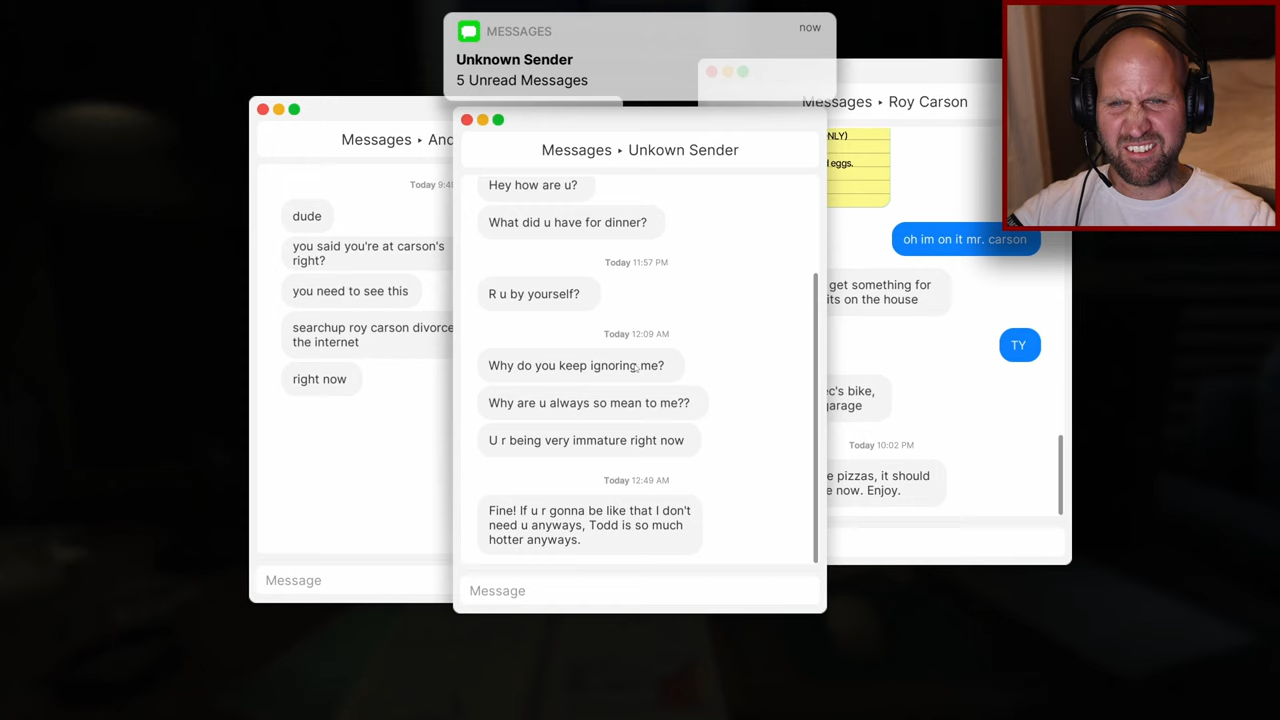 MESSAGES
now
Unknown Sender
5 Unread Messages
Messages ▸ And
Today 9:4
dude
you said you're at carson's
right?
you need to see this
searchup roy carson divorce
the internet
right now
Message
Messages ▸ Unkown Sender
Hey how are u?
What did u have for dinner?
Today 11:57 PM
R u by yourself?
Today 12:09 AM
Why do you keep ignoring me?
Why are u always so mean to me??
U r being very immature right now
Today 12:49 AM
Fine! If u r gonna be like that I don't
need u anyways, Todd is so much
hotter anyways.
Message
Messages ▸ Roy Carson
NLY)
eggs.
oh im on it mr. carson
get something for
its on the house
TY
ec's bike,
garage
Today 10:02 PM
e pizzas, it should
e now. Enjoy.